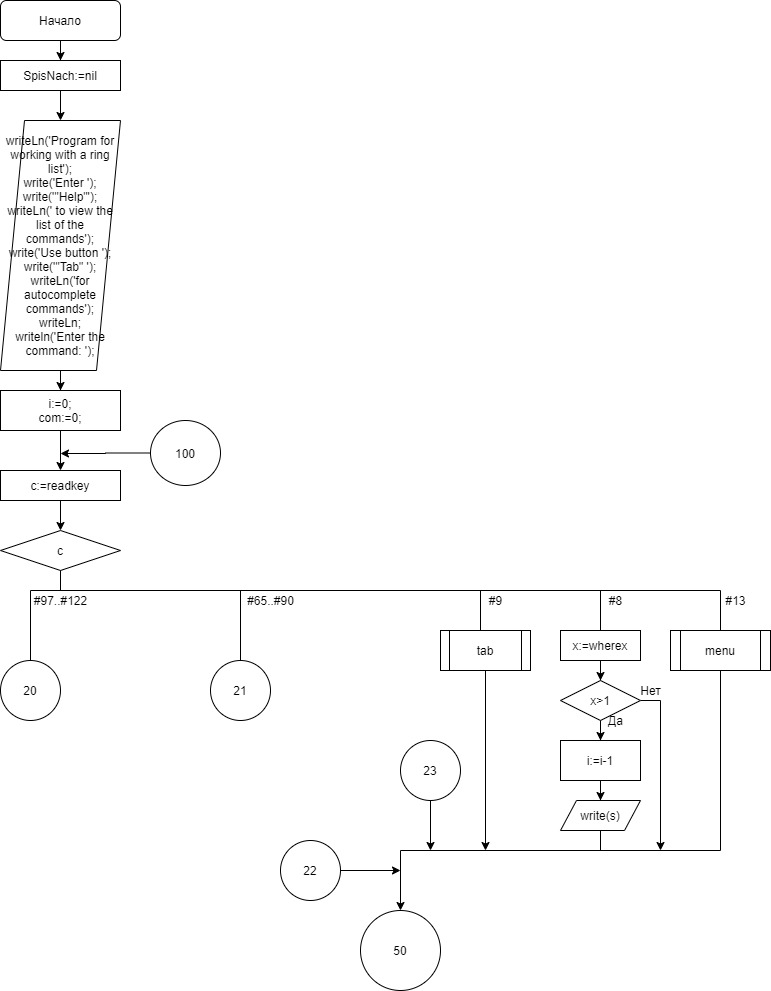 Начало
SpisNach:=nil
writeLn('Program for
working with a ring
list');
write('Enter ');
write('"Help"');
writeLn(' to view the
list of the
commands');
write('Use button ');
write('"Tab" ');
writeLn('for
autocomplete
commands');
writeLn;
writeln('Enter the
command: ');
i:=0;
com:=0;
100
c:=readkey
c
#97..#122
#65..#90
#9
#8
#13
20
21
tab
x:=wherex
menu
x>1
Нет
Да
i:=i-1
23
write(s)
22
50